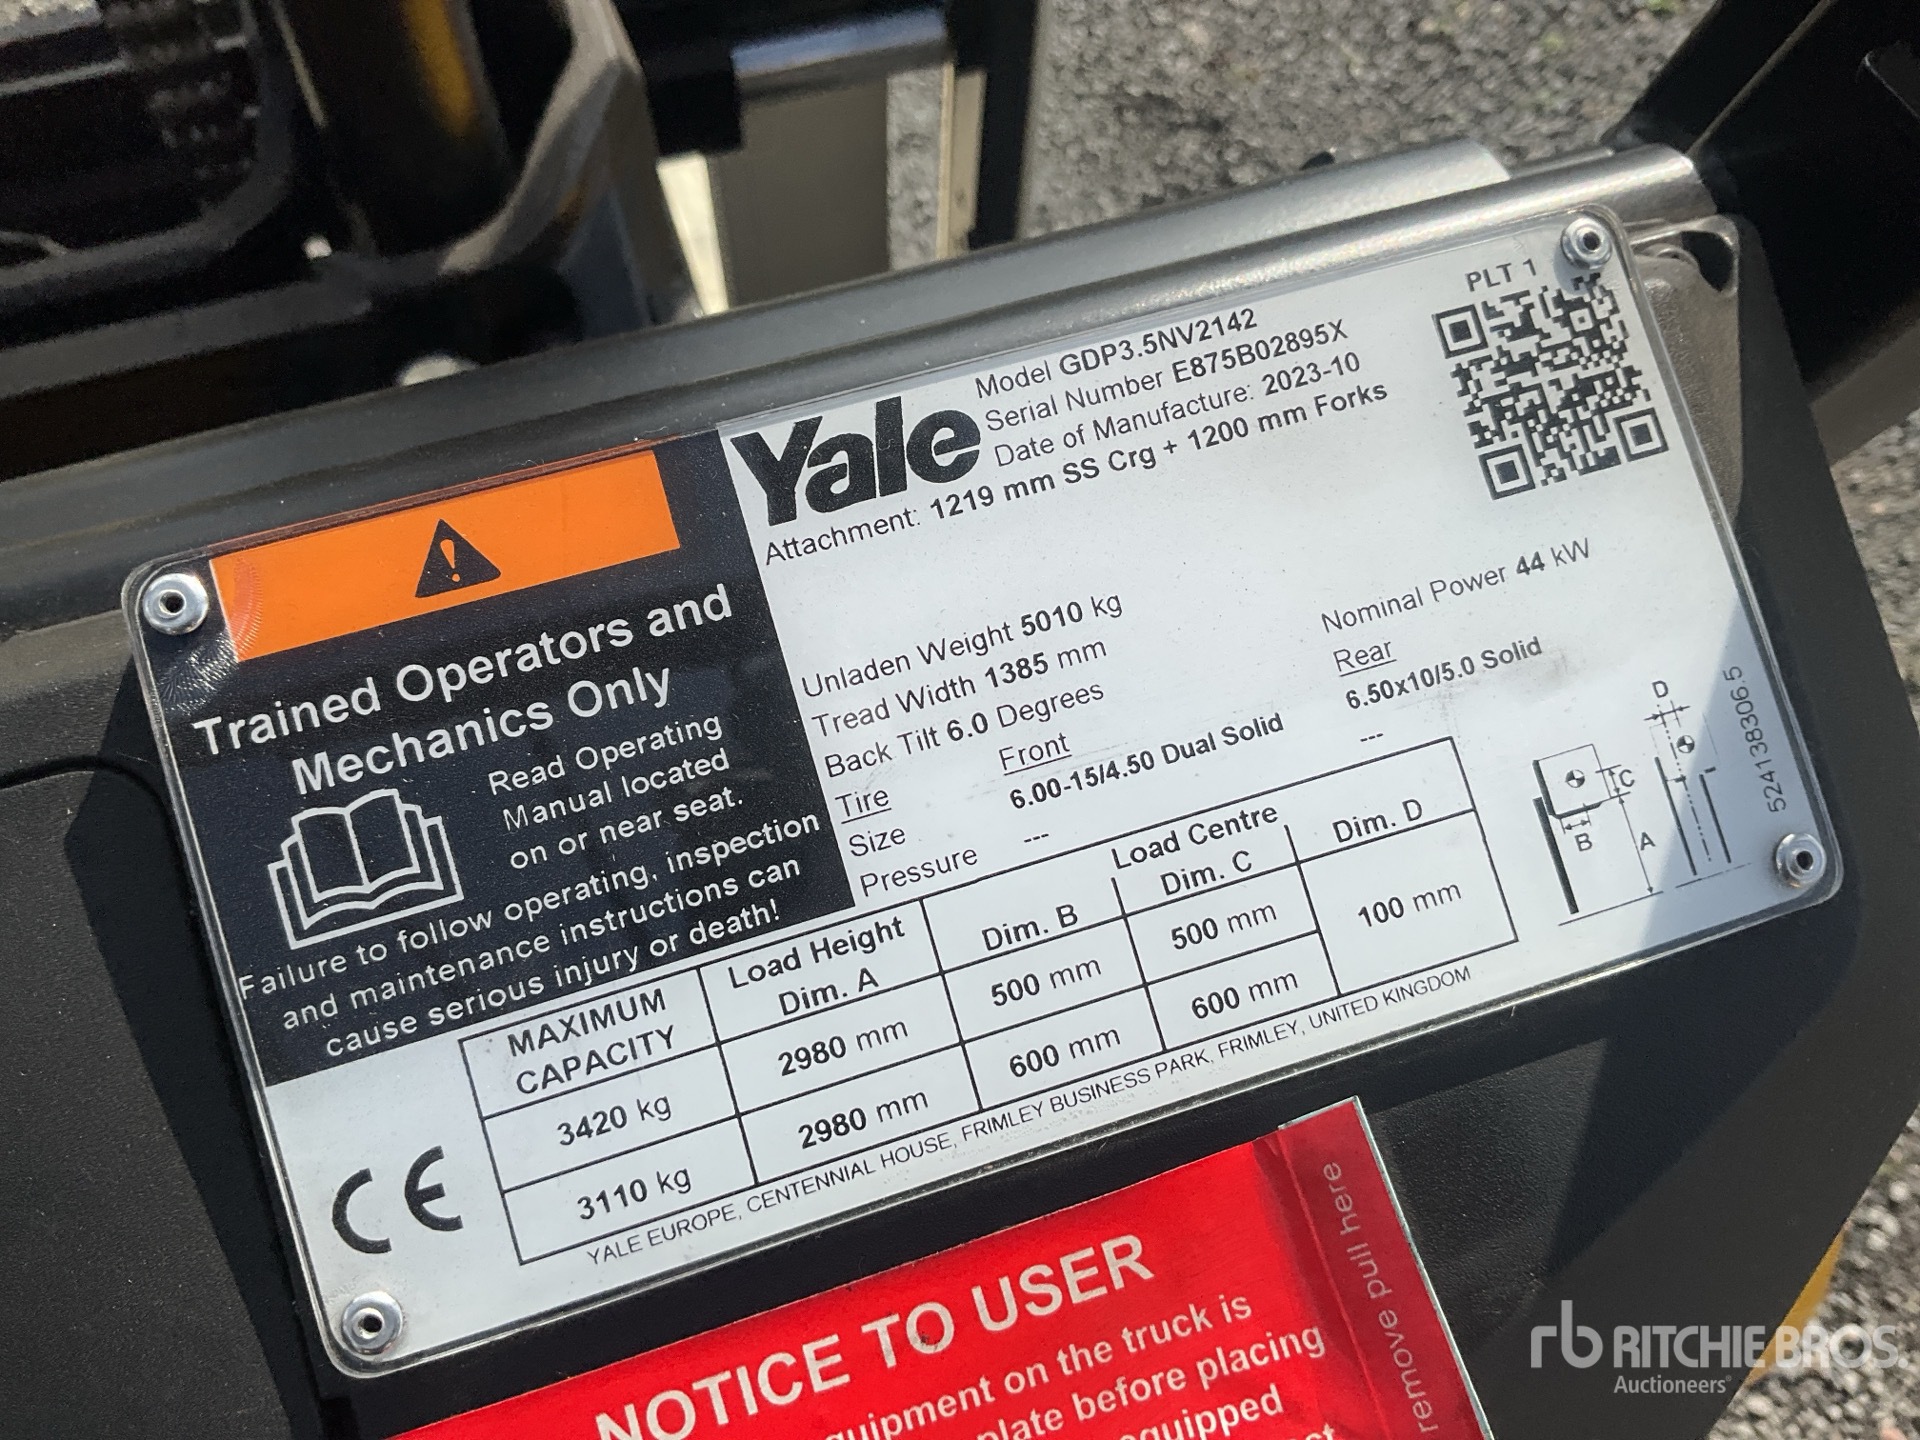 PLT 1
Yale
Model GDP3.5NV2142
Serial Number E875B02895X
Date of Manufacture: 2023-10
Attachment: 1219 mm SS Crg + 1200 mm Forks
Trained Operators and
Mechanics Only
Read Operating
Manual located
on or near seat.
Failure to follow operating, inspection
and maintenance instructions can
cause serious injury or death!
Unladen Weight 5010 kg
Nominal Power 44 kW
Tread Width 1385 mm
Back Tilt 6.0 Degrees
Tire Front Rear
Size 6.00-15/4.50 Dual Solid 6.50x10/5.0 Solid
Pressure --- ---
MAXIMUM
CAPACITY
Load Height
Dim. A
Load Centre
Dim. B Dim. C
Dim. D
3420 kg 2980 mm 500 mm 500 mm 100 mm
3110 kg 2980 mm 600 mm 600 mm
D
C
B
A
524138306.5
CE
YALE EUROPE, CENTENNIAL HOUSE, FRIMLEY BUSINESS PARK, FRIMLEY, UNITED KINGDOM
NOTICE TO USER
equipment on the truck is
plate before placing
equipped
remove pull here
rb RITCHIE BROS.
Auctioneers